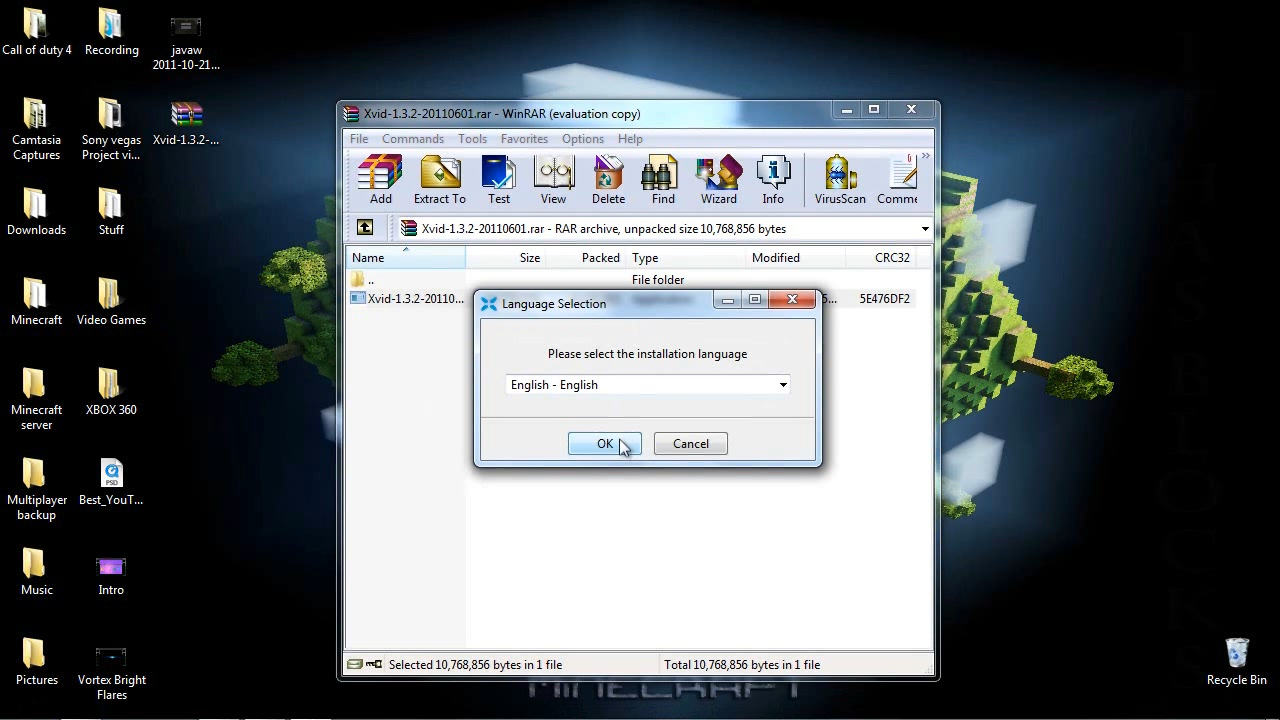 Call of duty 4
Recording
javaw
2011-10-21...
Camtasia
Captures
Sony vegas
Project vi...
Xvid-1.3.2-...
Downloads
Stuff
Minecraft
Video Games
Minecraft
server
XBOX 360
Multiplayer
backup
PSD
Best_YouT...
Music
Intro
Pictures
Vortex Bright
Flares
Recycle Bin
Xvid-1.3.2-20110601.rar - WinRAR (evaluation copy)
File Commands Tools Favorites Options Help
Add Extract To Test View Delete Find Wizard Info VirusScan Comme
Xvid-1.3.2-20110601.rar - RAR archive, unpacked size 10,768,856 bytes
Name Size Packed Type Modified CRC32
.. File folder
Xvid-1.3.2-20110... 5... 5E476DF2
Language Selection
Please select the installation language
English - English
OK Cancel
Selected 10,768,856 bytes in 1 file
Total 10,768,856 bytes in 1 file
MINECRAFT